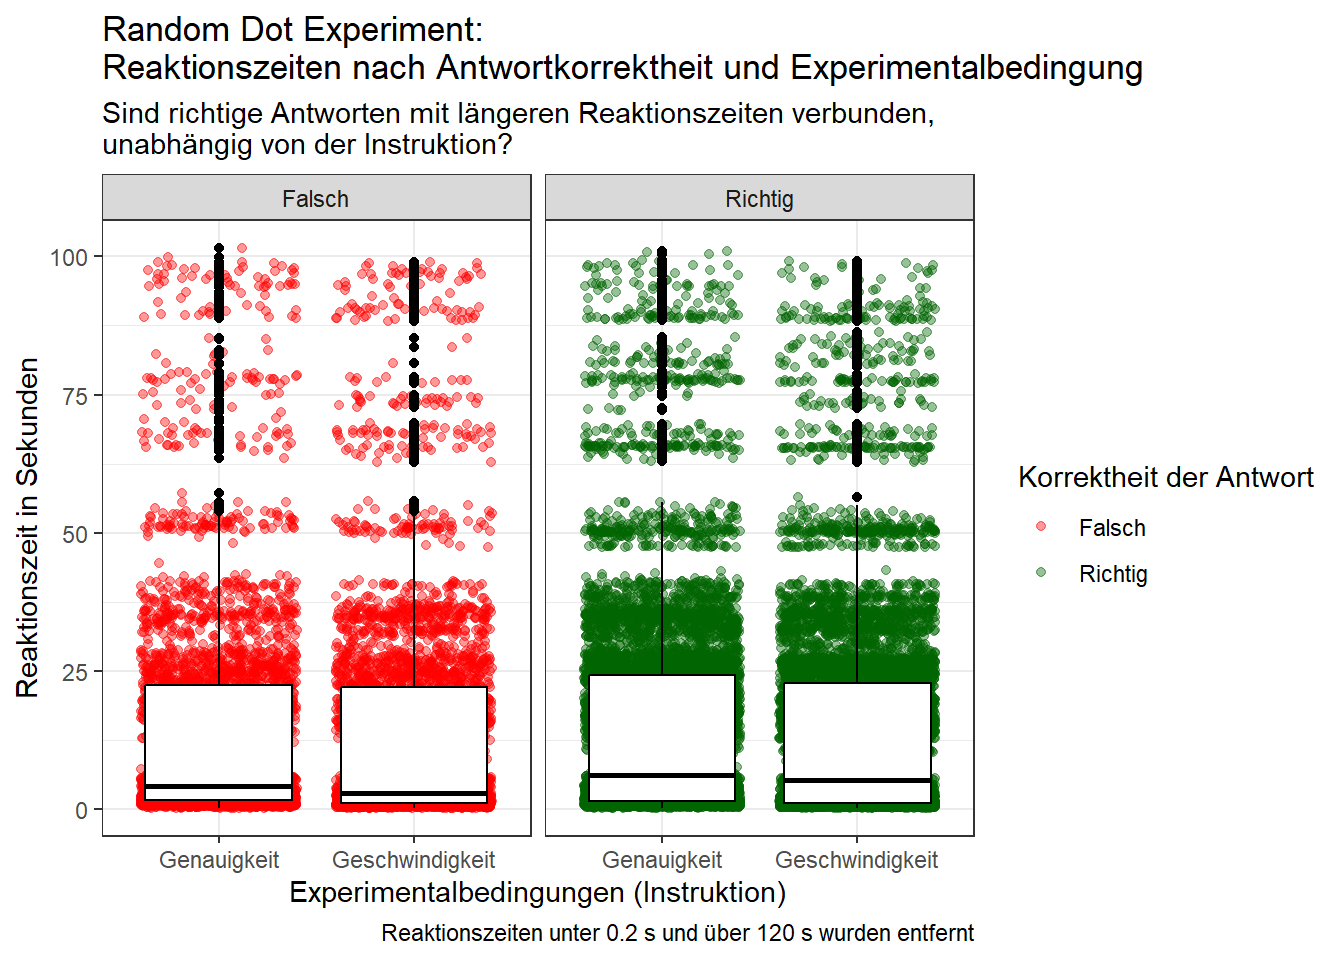 Random Dot Experiment:
Reaktionszeiten nach Antwortkorrektheit und Experimentalbedingung
Sind richtige Antworten mit längeren Reaktionszeiten verbunden,
unabhängig von der Instruktion?
Falsch
Richtig
Reaktionszeit in Sekunden
100
75
50
25
0
Genauigkeit
Geschwindigkeit
Genauigkeit
Geschwindigkeit
Experimentalbedingungen (Instruktion)
Reaktionszeiten unter 0.2 s und über 120 s wurden entfernt
Korrektheit der Antwort
Falsch
Richtig